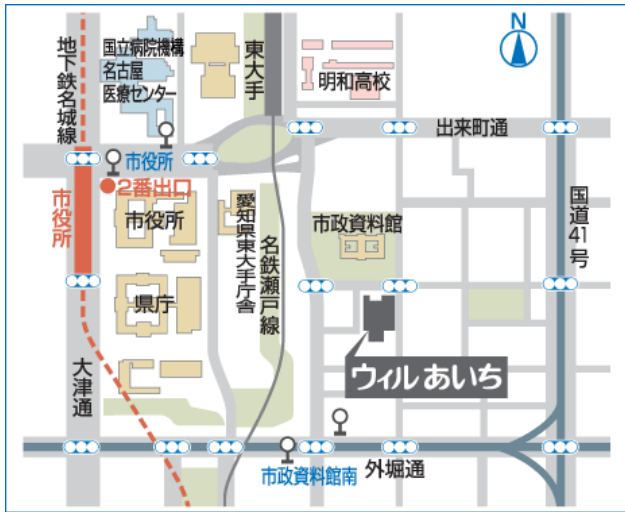 N
地下鉄名城線
国立病院機構
名古屋
医療センター
東大手
明和高校
出来町通
市役所
2番出口
市役所
市役所
愛知県東大手庁舎
名鉄瀬戸線
市政資料館
国道41号
県庁
ウィルあいち
大津通
市政資料館南
外堀通